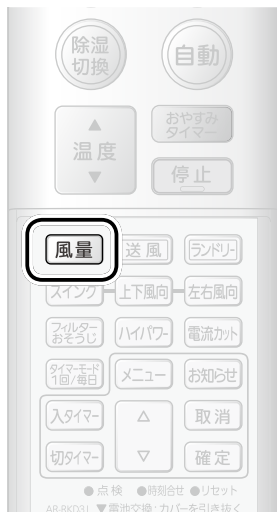 除湿
切換
自動
▲
温度
▼
おやすみ
タイマー
停止
風量
送風
ランドリー
スイング
上下風向
左右風向
フィルター
おそうじ
ハイパワー
電流カット
タイマーモード
1回/毎日
メニュー
お知らせ
入タイマー
△
取消
切タイマー
▽
確定
●点検 ●時刻合せ ●リセット
AR-RKD3J ▼電池交換:カバーを引き抜く